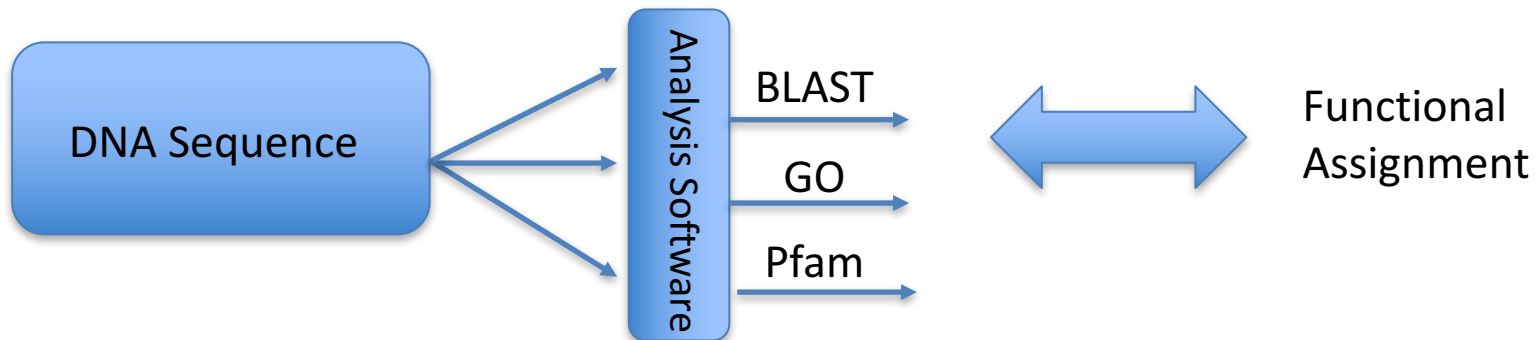 DNA Sequence
Analysis Software
BLAST
GO
Pfam
Functional
Assignment